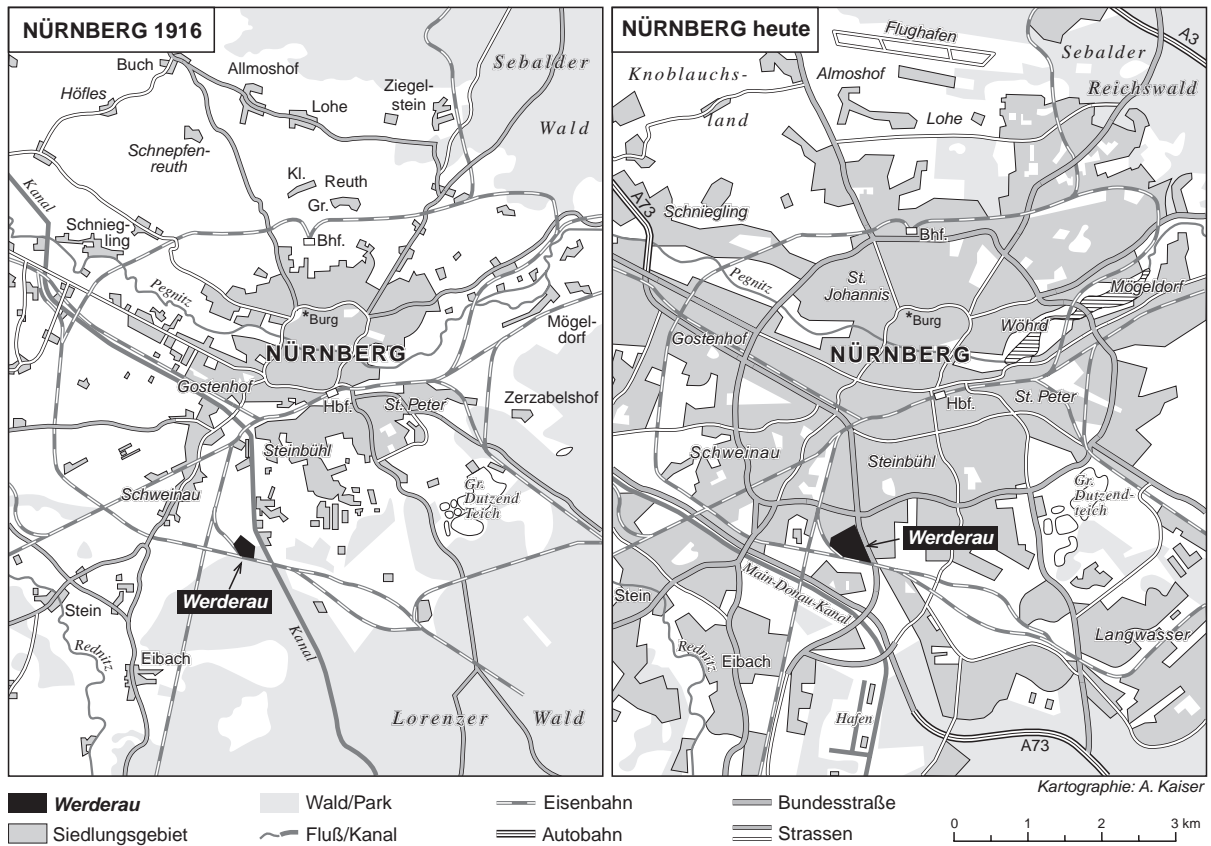 NÜRNBERG 1916
Buch
Allmoshof
Ziegel-
stein
Sebalder
Wald
Höfles
Lohe
Schnepfen-
reuth
Kl.
Reuth
Gr.
Kanal
Schnieg-
ling
Bhf.
Pegnitz
*Burg
Mögel-
dorf
NÜRNBERG
Gostenhof
Hbf.
St. Peter
Zerzabelshof
Steinbühl
Schweinau
Gr.
Dutzend
Teich
Werderau
Stein
Rednitz
Eibach
Kanal
Lorenzer Wald
NÜRNBERG heute
Flughafen
A3
Sebalder
Reichswald
Knoblauchs-
land
Almoshof
Lohe
A73
Schniegling
Bhf.
Pegnitz
St.
Johannis
Mögeldorf
*Burg
Wöhrd
Gostenhof
NÜRNBERG
Hbf.
St. Peter
Schweinau
Steinbühl
Gr.
Dutzend-
teich
Werderau
Main-Donau-Kanal
Stein
Rednitz
Eibach
Langwasser
Hafen
A73
Kartographie: A. Kaiser
Werderau
Wald/Park
Eisenbahn
Bundesstraße
Siedlungsgebiet
Fluß/Kanal
Autobahn
Strassen
0 1 2 3 km